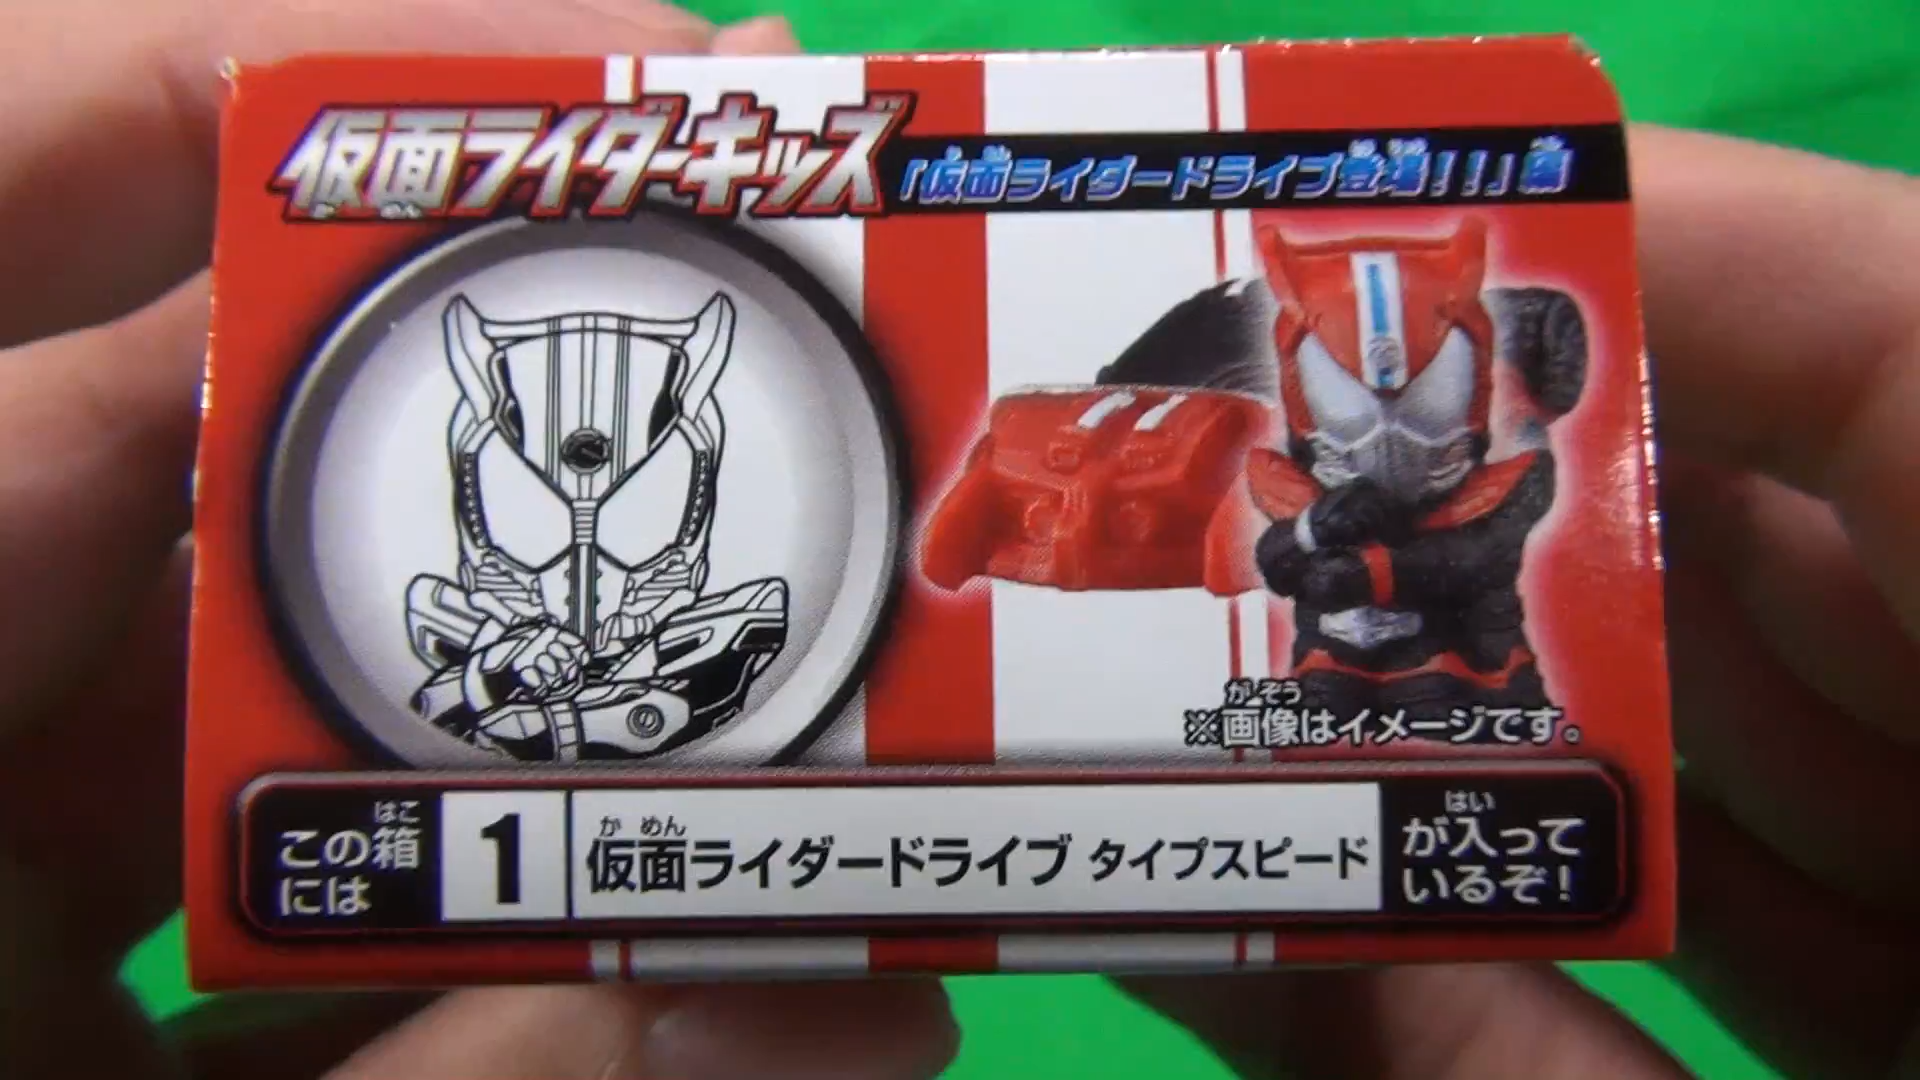 仮面ライダーキッズ
かめん
「仮面ライダードライブ登場!!」編
がぞう
※画像はイメージです。
はこ
この箱には
1
かめん
仮面ライダードライブ タイプスピード
はい
が入っているぞ!